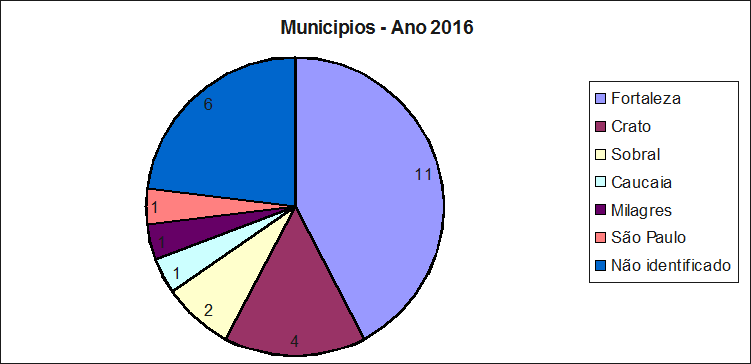 Municipios - Ano 2016
11
4
2
1
1
1
6
Fortaleza
Crato
Sobral
Caucaia
Milagres
São Paulo
Não identificado